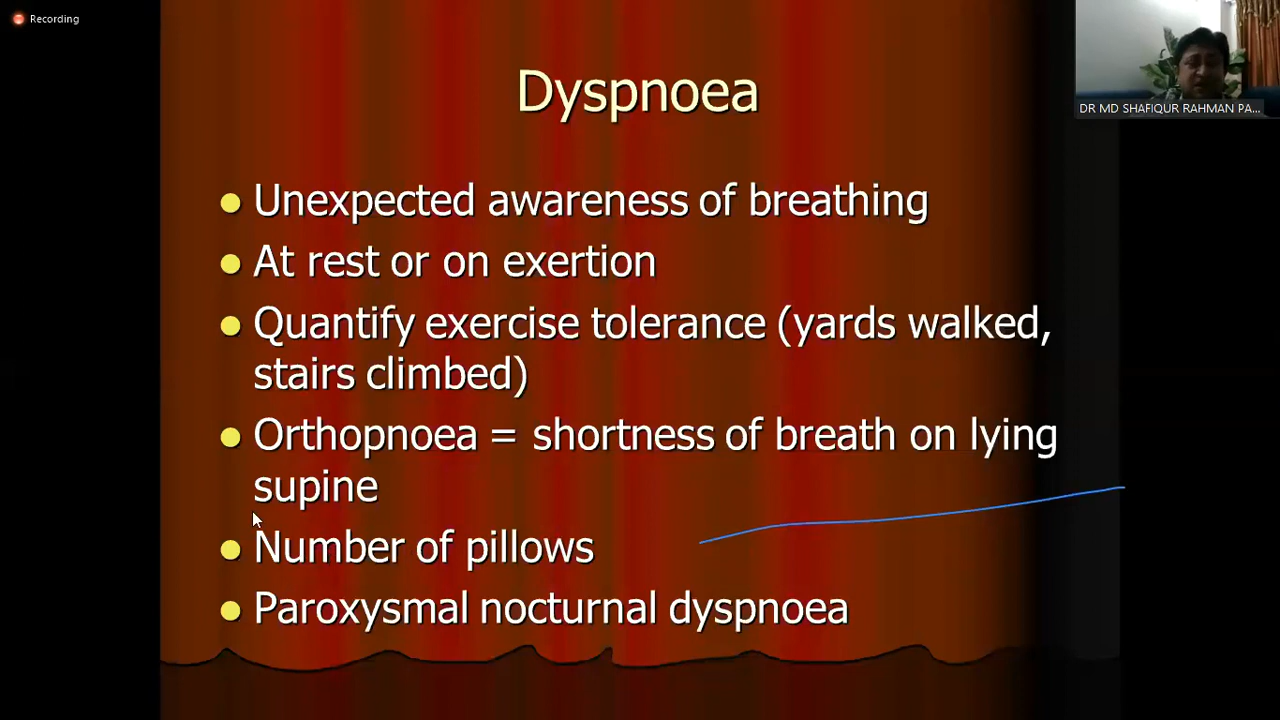 Recording
DR MD SHAFIQUR RAHMAN PA...
Dyspnoea
Unexpected awareness of breathing
At rest or on exertion
Quantify exercise tolerance (yards walked,
stairs climbed)
Orthopnoea = shortness of breath on lying
supine
Number of pillows
Paroxysmal nocturnal dyspnoea